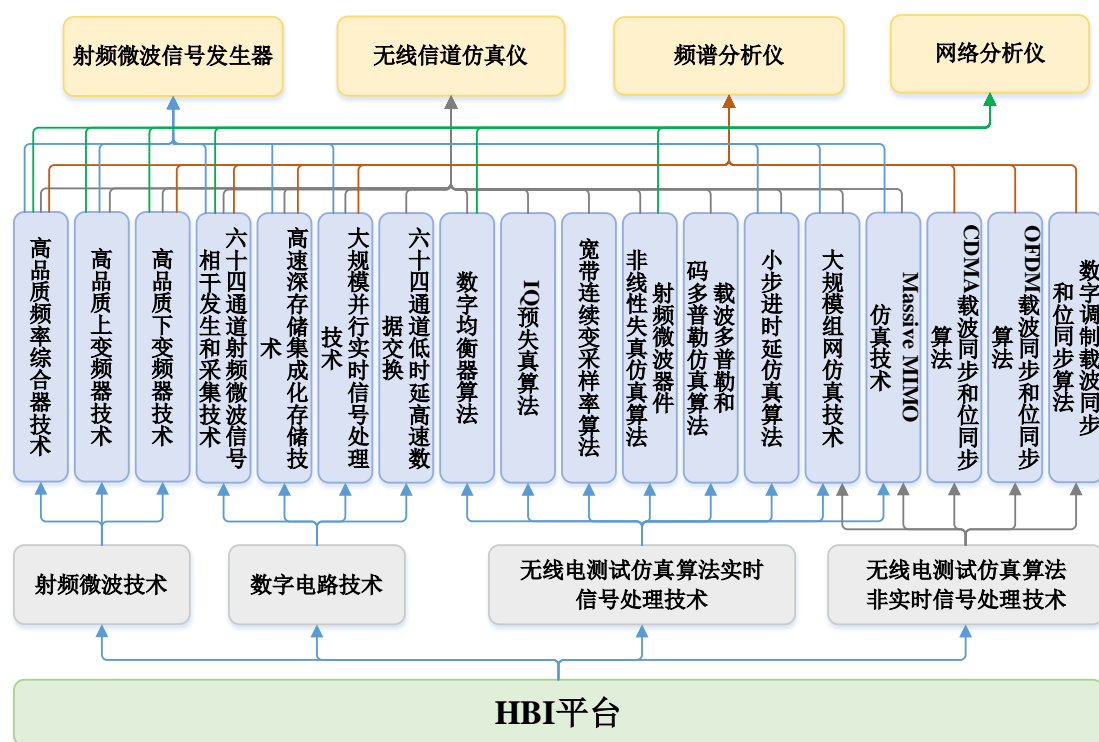 射频微波信号发生器
无线信道仿真仪
频谱分析仪
网络分析仪
高品质频率综合器技术
高品质上变频器技术
高品质下变频器技术
六十四通道射频微波信号
相干发生和采集技术
高速深存储集成化存储技
术
大规模并行实时信号处理
技术
六十四通道低时延高速数
据交换
数字均衡器算法
IQ预失真算法
宽带连续变采样率算法
射频微波器件
非线性失真仿真算法
载波多普勒和
码多普勒仿真算法
小步进时延仿真算法
大规模组网仿真技术
Massive MIMO
仿真技术
CDMA载波同步和位同步
算法
OFDM载波同步和位同步
算法
数字调制载波同步
和位同步算法
射频微波技术
数字电路技术
无线电测试仿真算法实时
信号处理技术
无线电测试仿真算法
非实时信号处理技术
HBI平台